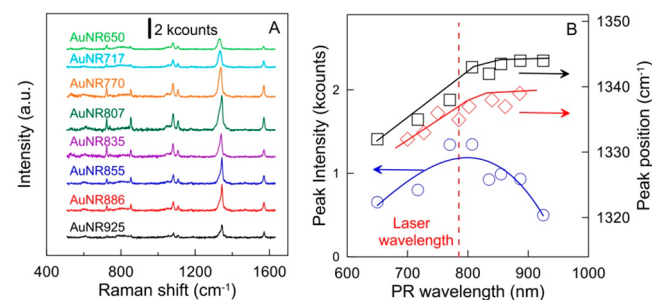 A
2 kcounts
AuNR650
AuNR717
AuNR770
AuNR807
AuNR835
AuNR855
AuNR886
AuNR925
Intensity (a.u.)
400 800 1200 1600
Raman shift (cm-1)
B
Peak Intensity (kcounts)
2
1
0
1350
1340
1330
1320
Peak position (cm-1)
Laser
wavelength
600 700 800 900 1000
PR wavelength (nm)